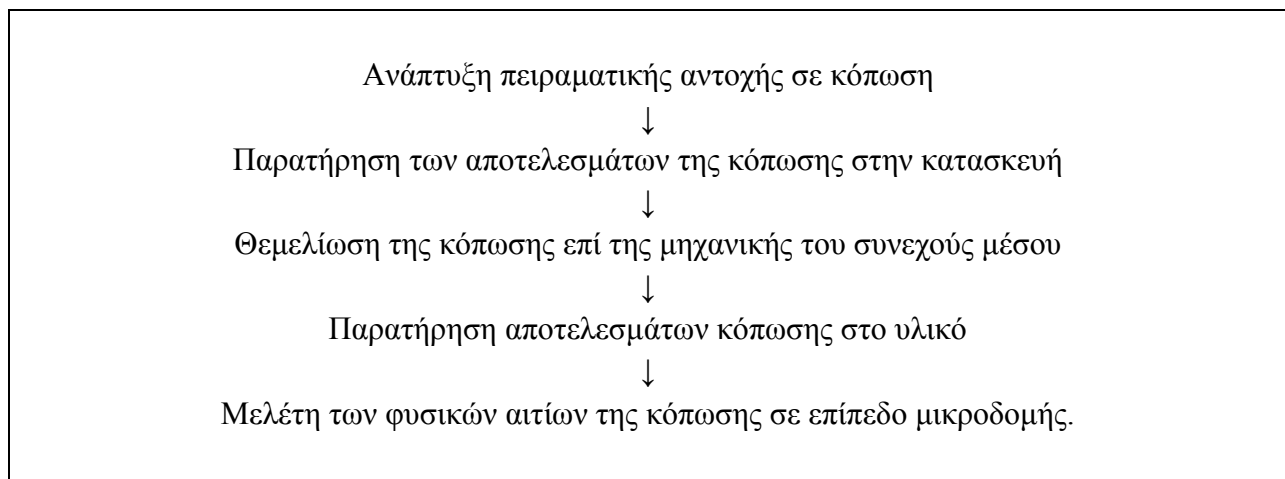 Ανάπτυξη πειραματικής αντοχής σε κόπωση
↓
Παρατήρηση των αποτελεσμάτων της κόπωσης στην κατασκευή
↓
Θεμελίωση της κόπωσης επί της μηχανικής του συνεχούς μέσου
↓
Παρατήρηση αποτελεσμάτων κόπωσης στο υλικό
↓
Μελέτη των φυσικών αιτίων της κόπωσης σε επίπεδο μικροδομής.